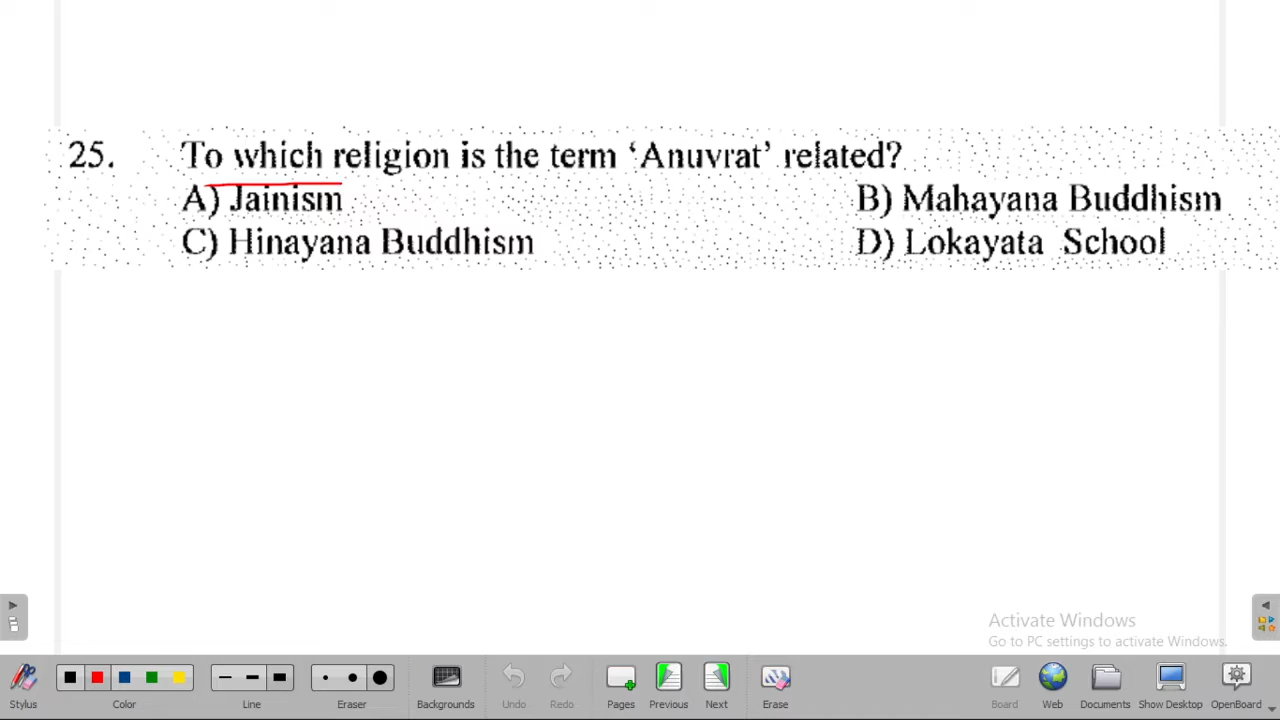 25. To which religion is the term ‘Anuvrat’ related?
A) Jainism B) Mahayana Buddhism
C) Hinayana Buddhism D) Lokayata School
Activate Windows
Go to PC settings to activate Windows.
Stylus Color Line Eraser Backgrounds Undo Redo Pages Previous Next Erase Board Web Documents Show Desktop OpenBoard